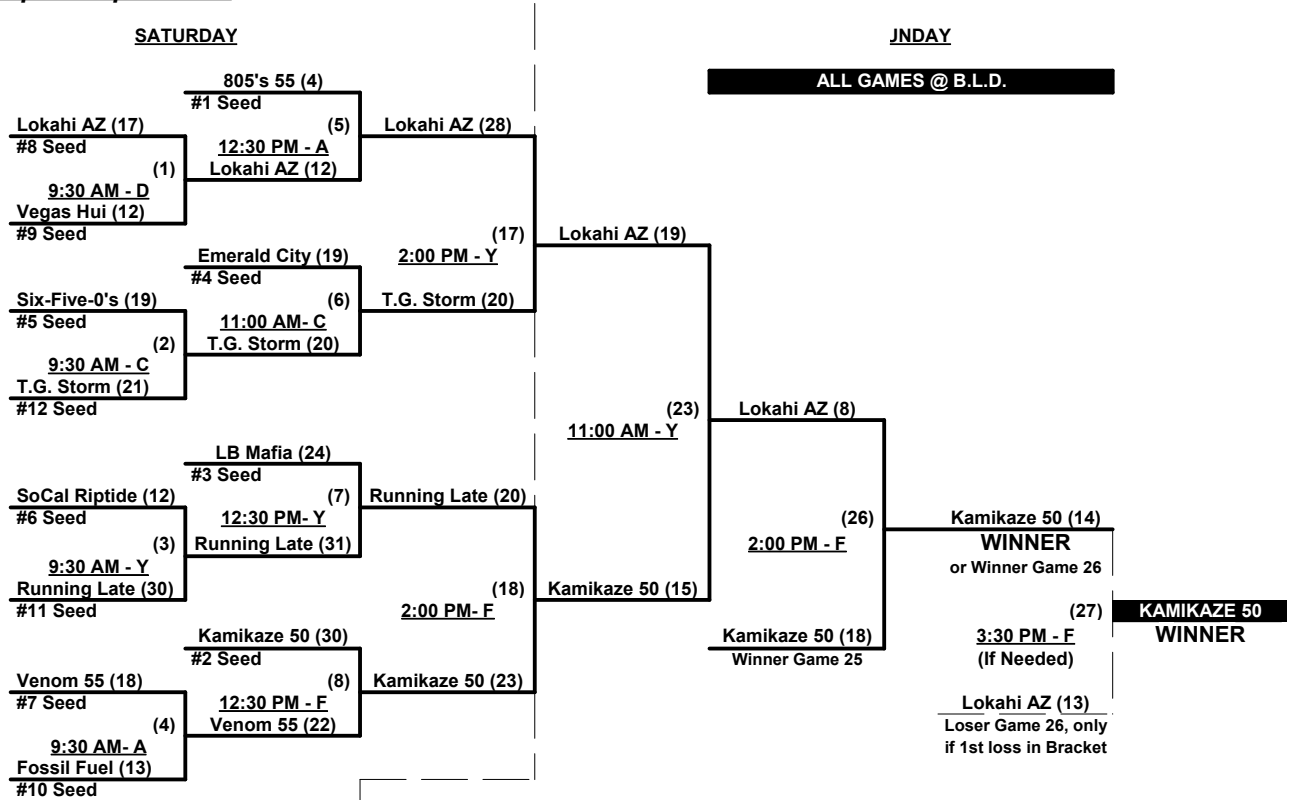 SATURDAY
JNDAY
ALL GAMES @ B.L.D.
805's 55 (4)
#1 Seed
Lokahi AZ (17)
#8 Seed
(5)
12:30 PM - A
Lokahi AZ (28)
(1)
9:30 AM - D
Lokahi AZ (12)
Vegas Hui (12)
#9 Seed
(17)
2:00 PM - Y
Lokahi AZ (19)
Emerald City (19)
#4 Seed
Six-Five-0's (19)
#5 Seed
(6)
11:00 AM- C
T.G. Storm (20)
(2)
9:30 AM - C
T.G. Storm (20)
T.G. Storm (21)
#12 Seed
(23)
11:00 AM - Y
Lokahi AZ (8)
LB Mafia (24)
#3 Seed
SoCal Riptide (12)
#6 Seed
(7)
12:30 PM- Y
Running Late (20)
(3)
9:30 AM - Y
Running Late (31)
Running Late (30)
#11 Seed
(26)
2:00 PM - F
Kamikaze 50 (14)
WINNER
or Winner Game 26
(18)
2:00 PM- F
Kamikaze 50 (15)
(27)
3:30 PM - F
(If Needed)
KAMIKAZE 50
WINNER
Kamikaze 50 (30)
#2 Seed
Kamikaze 50 (18)
Winner Game 25
Venom 55 (18)
#7 Seed
(8)
12:30 PM - F
Kamikaze 50 (23)
(4)
9:30 AM- A
Venom 55 (22)
Fossil Fuel (13)
#10 Seed
Lokahi AZ (13)
Loser Game 26, only
if 1st loss in Bracket